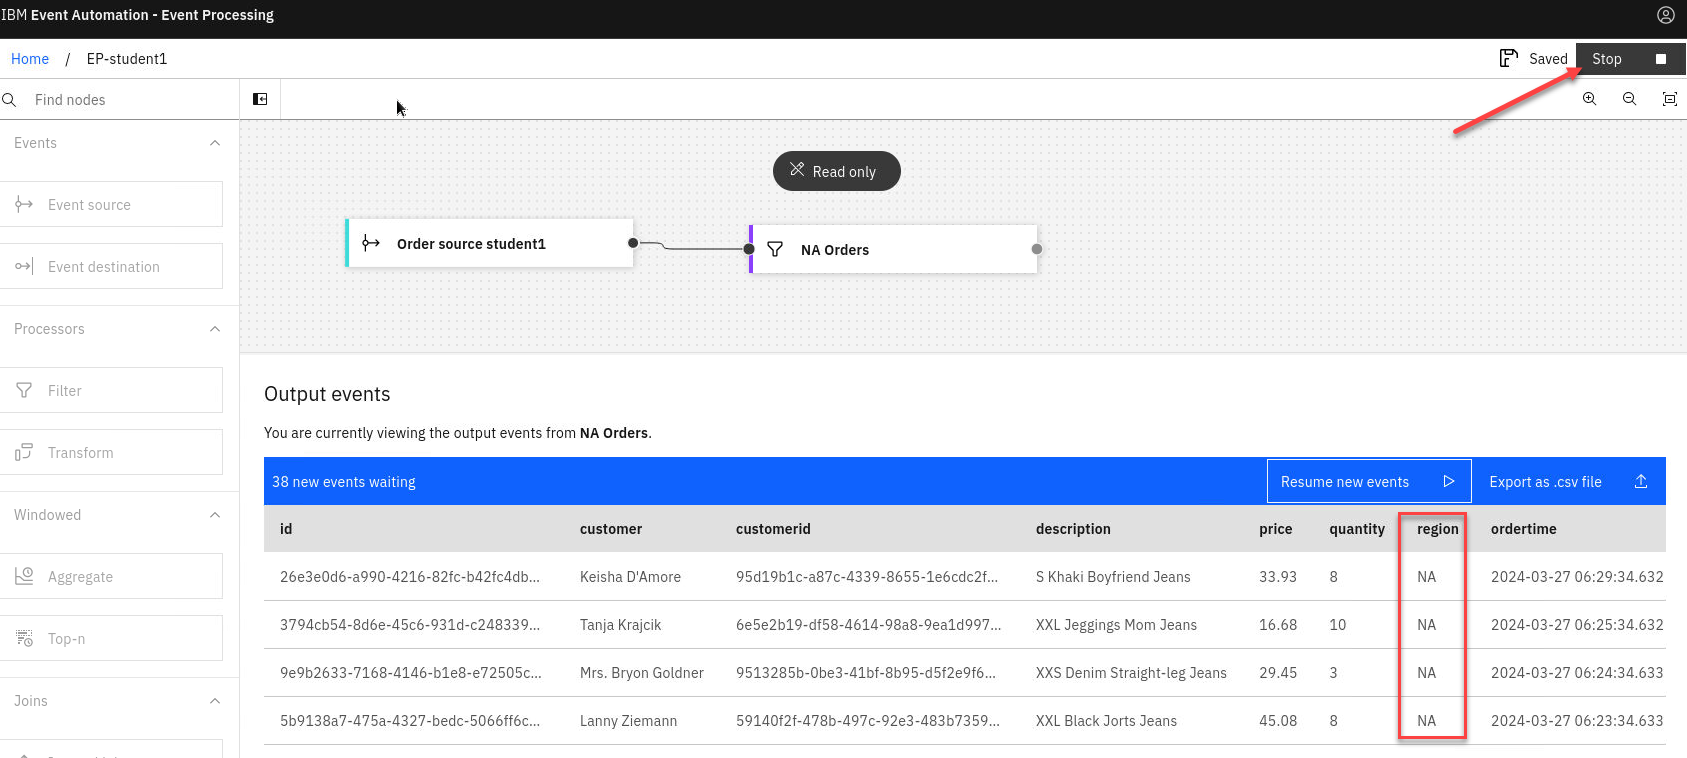 IBM Event Automation - Event Processing
Home / EP-student1
Saved
Stop
Find nodes
Events
Event source
Event destination
Processors
Filter
Transform
Windowed
Aggregate
Top-n
Joins
Read only
Order source student1
NA Orders
Output events
You are currently viewing the output events from NA Orders.
38 new events waiting
Resume new events
Export as .csv file
id customer customerid description price quantity region ordertime
26e3e0d6-a990-4216-82fc-b42fc4db... Keisha D'Amore 95d19b1c-a87c-4339-8655-1e6cdc2f... S Khaki Boyfriend Jeans 33.93 8 NA 2024-03-27 06:29:34.632
3794cb54-8d6e-45c6-931d-c248339... Tanja Krajcik 6e5e2b19-df58-4614-98a8-9ea1d997... XXL Jeggings Mom Jeans 16.68 10 NA 2024-03-27 06:25:34.632
9e9b2633-7168-4146-b1e8-e72505c... Mrs. Bryon Goldner 9513285b-0be3-41bf-8b95-d5f2e9f6... XXS Denim Straight-leg Jeans 29.45 3 NA 2024-03-27 06:24:34.633
5b9138a7-475a-4327-bedc-5066ff6c... Lanny Ziemann 59140f2f-478b-497c-92e3-483b7359... XXL Black Jorts Jeans 45.08 8 NA 2024-03-27 06:23:34.633